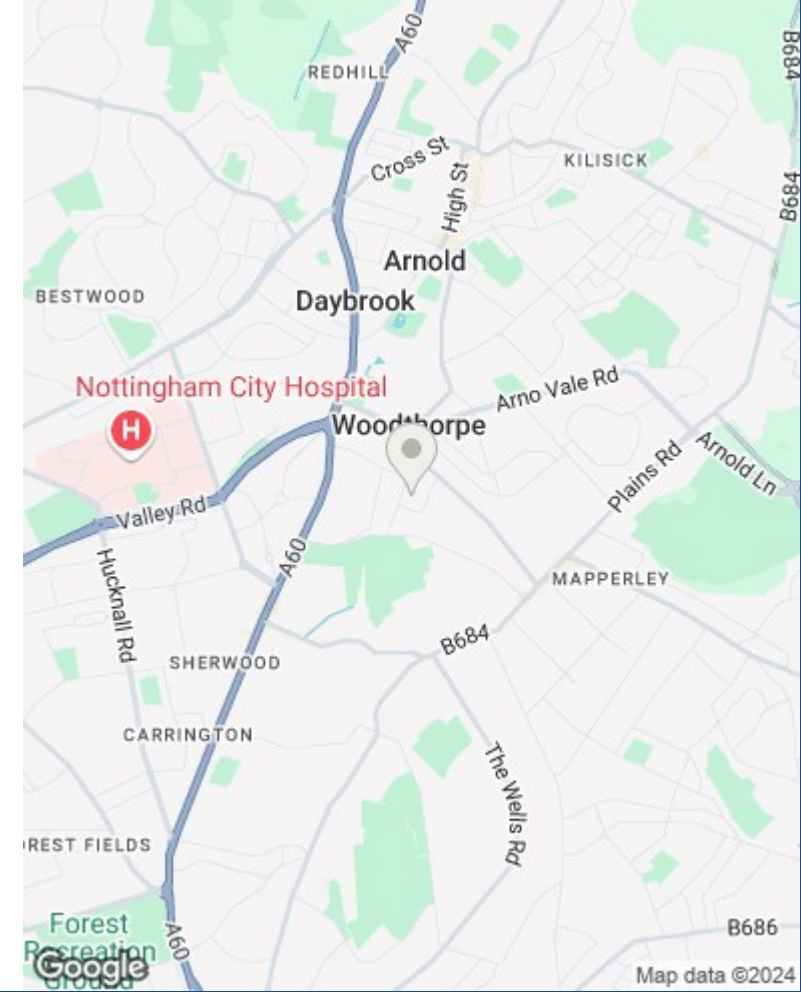 A60
B684
REDHILL
Cross St
KILISICK
High St
B684
Arnold
BESTWOOD
Daybrook
Nottingham City Hospital
H
Arno Vale Rd
Woodthorpe
Plains Rd
Arnold Ln
Valley Rd
A60
Hucknall Rd
MAPPERLEY
B684
SHERWOOD
CARRINGTON
The Wells Rd
REST FIELDS
Forest
Recreation
Ground
A60
B686
Google
Map data ©2024